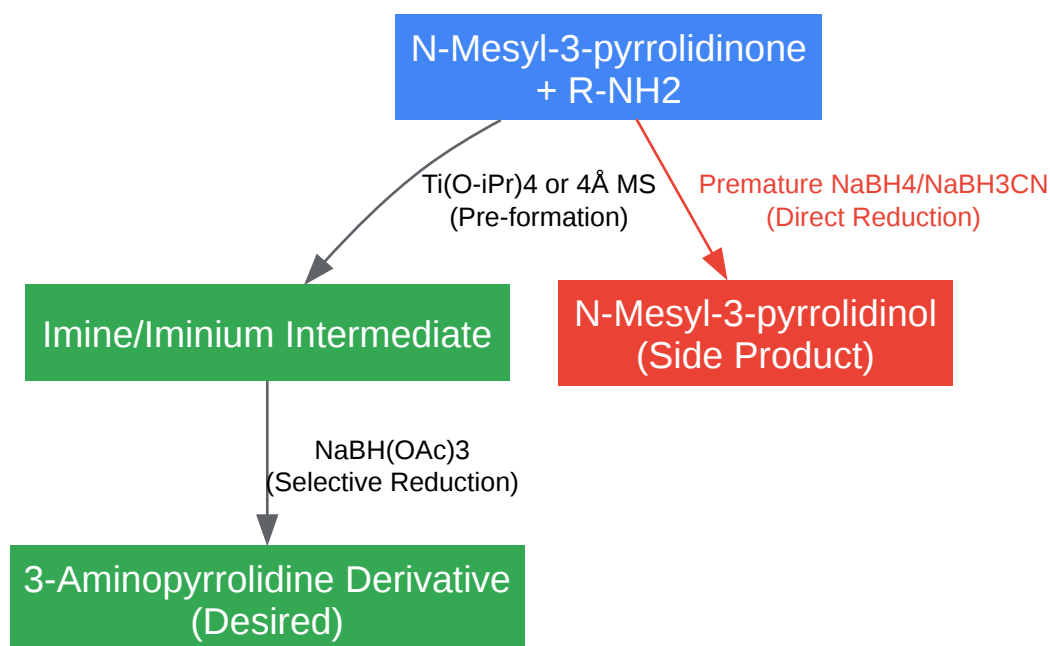 N-Mesyl-3-pyrrolidinone
+ R-NH2
Ti(O-iPr)4 or 4Å MS
(Pre-formation)
Premature NaBH4/NaBH3CN
(Direct Reduction)
Imine/Iminium Intermediate
N-Mesyl-3-pyrrolidinol
(Side Product)
NaBH(OAc)3
(Selective Reduction)
3-Aminopyrrolidine Derivative
(Desired)